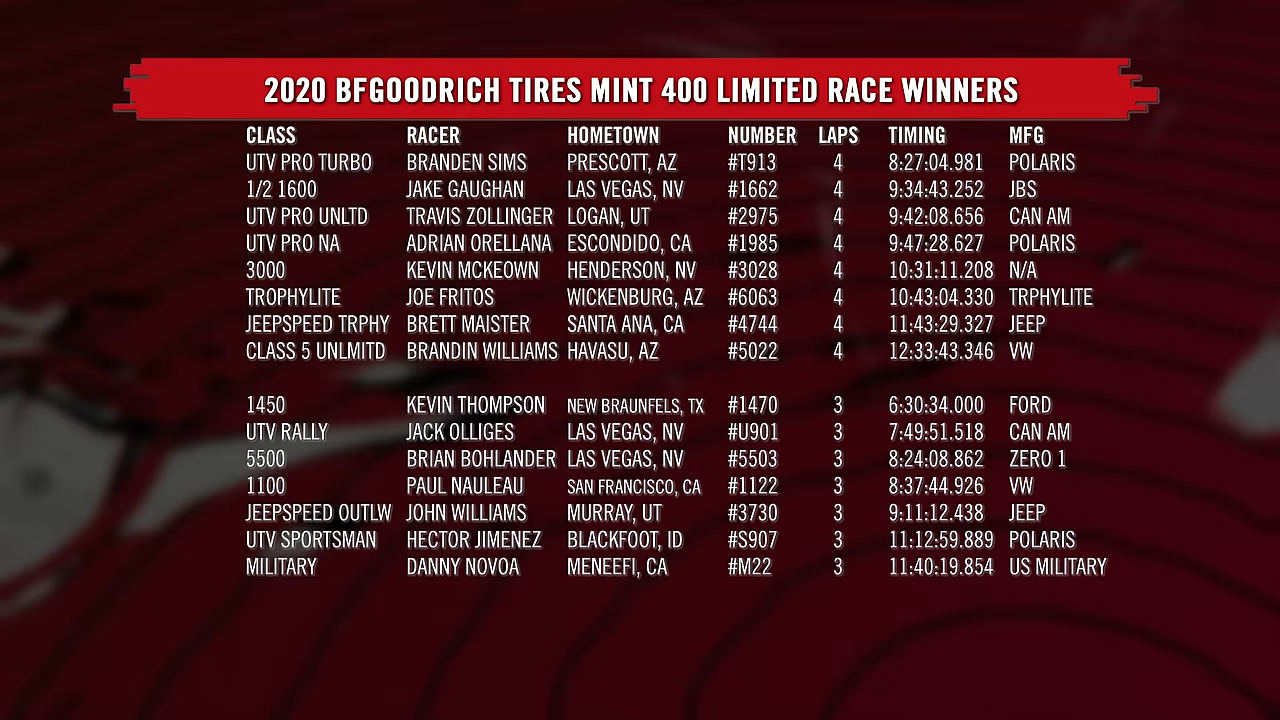 2020 BFGOODRICH TIRES MINT 400 LIMITED RACE WINNERS
CLASS RACER HOMETOWN NUMBER LAPS TIMING MFG
UTV PRO TURBO BRANDEN SIMS PRESCOTT, AZ #T913 4 8:27:04.981 POLARIS
1/2 1600 JAKE GAUGHAN LAS VEGAS, NV #1662 4 9:34:43.252 JBS
UTV PRO UNLTD TRAVIS ZOLLINGER LOGAN, UT #2975 4 9:42:08.656 CAN AM
UTV PRO NA ADRIAN ORELLANA ESCONDIDO, CA #1985 4 9:47:28.627 POLARIS
3000 KEVIN MCKEOWN HENDERSON, NV #3028 4 10:31:11.208 N/A
TROPHYLITE JOE FRITOS WICKENBURG, AZ #6063 4 10:43:04.330 TRPHYLITE
JEEPSPEED TRPHY BRETT MAISTER SANTA ANA, CA #4744 4 11:43:29.327 JEEP
CLASS 5 UNLMITD BRANDIN WILLIAMS HAVASU, AZ #5022 4 12:33:43.346 VW
1450 KEVIN THOMPSON NEW BRAUNFELS, TX #1470 3 6:30:34.000 FORD
UTV RALLY JACK OLLIGES LAS VEGAS, NV #U901 3 7:49:51.518 CAN AM
5500 BRIAN BOHLANDER LAS VEGAS, NV #5503 3 8:24:08.862 ZERO 1
1100 PAUL NAULEAU SAN FRANCISCO, CA #1122 3 8:37:44.926 VW
JEEPSPEED OUTLW JOHN WILLIAMS MURRAY, UT #3730 3 9:11:12.438 JEEP
UTV SPORTSMAN HECTOR JIMENEZ BLACKFOOT, ID #S907 3 11:12:59.889 POLARIS
MILITARY DANNY NOVOA MENEEFI, CA #M22 3 11:40:19.854 US MILITARY